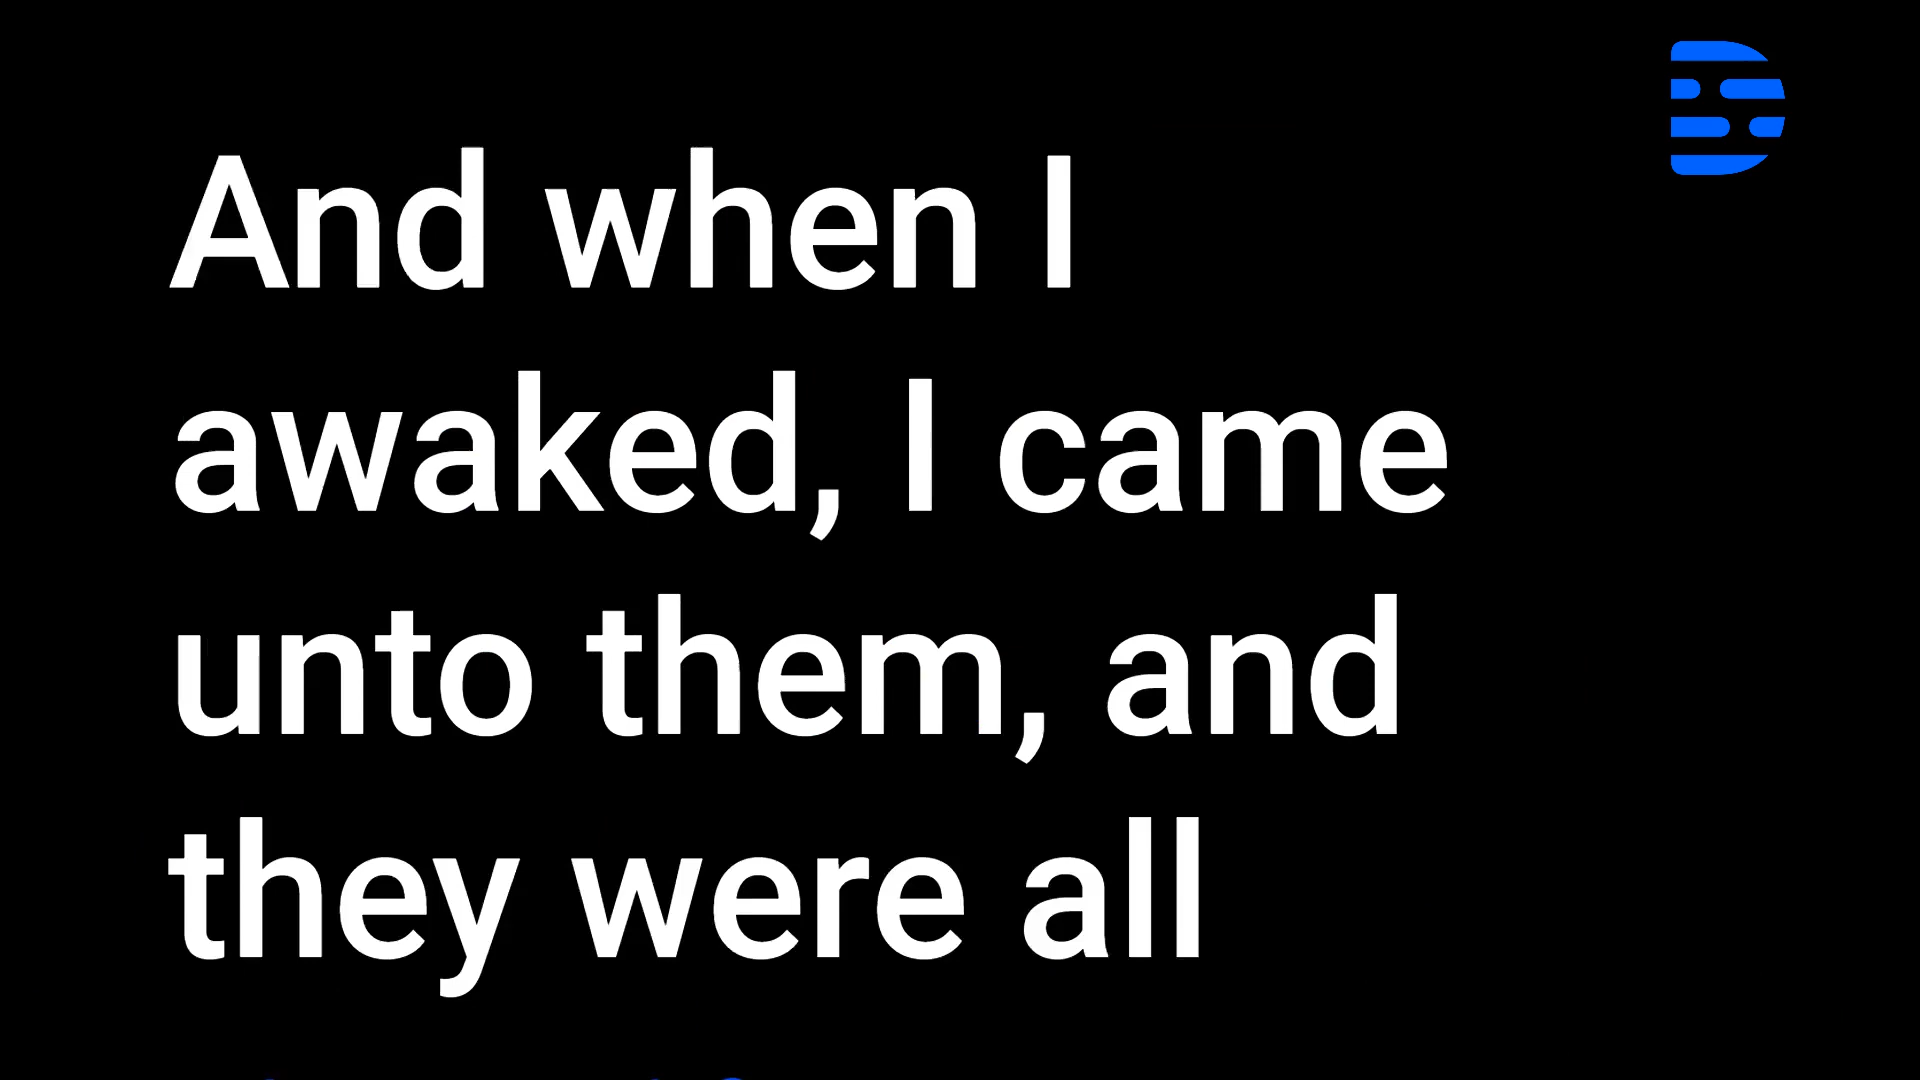 And when I
awaked, I came
unto them, and
they were all